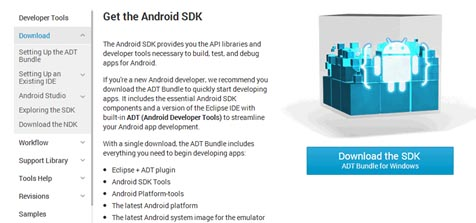 Developer Tools
Download
Setting Up the ADT
Bundle
Setting Up an
Existing IDE
Android Studio
Exploring the SDK
Download the NDK
Workflow
Support Library
Tools Help
Revisions
Samples
Get the Android SDK
The Android SDK provides you the API libraries and
developer tools necessary to build, test, and debug
apps for Android.
If you're a new Android developer, we recommend you
download the ADT Bundle to quickly start developing
apps. It includes the essential Android SDK
components and a version of the Eclipse IDE with
built-in ADT (Android Developer Tools) to streamline
your Android app development.
With a single download, the ADT Bundle includes
everything you need to begin developing apps:
• Eclipse + ADT plugin
• Android SDK Tools
• Android Platform-tools
• The latest Android platform
• The latest Android system image for the emulator
Download the SDK
ADT Bundle for Windows